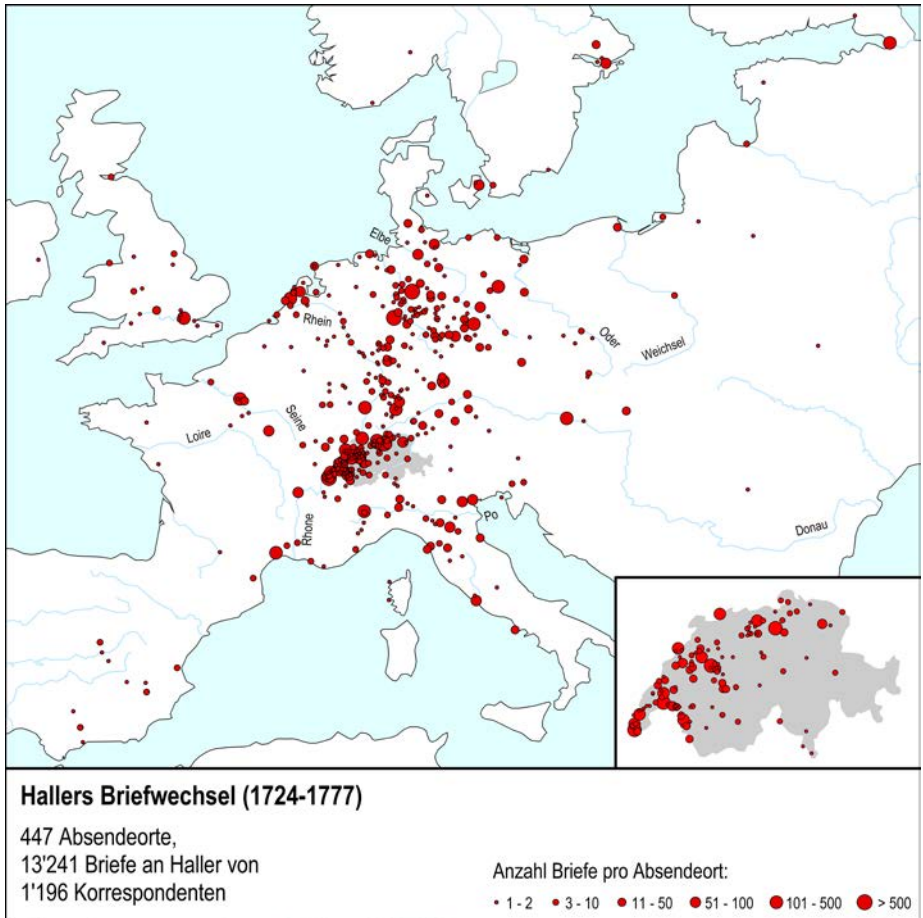 Elbe
Rhein
Oder
Weichsel
Seine
Loire
Rhone
Po
Donau
Hallers Briefwechsel (1724-1777)
447 Absendeorte,
13'241 Briefe an Haller von
1'196 Korrespondenten
Anzahl Briefe pro Absendeort:
1 - 2 3 - 10 11 - 50 51 - 100 101 - 500 > 500